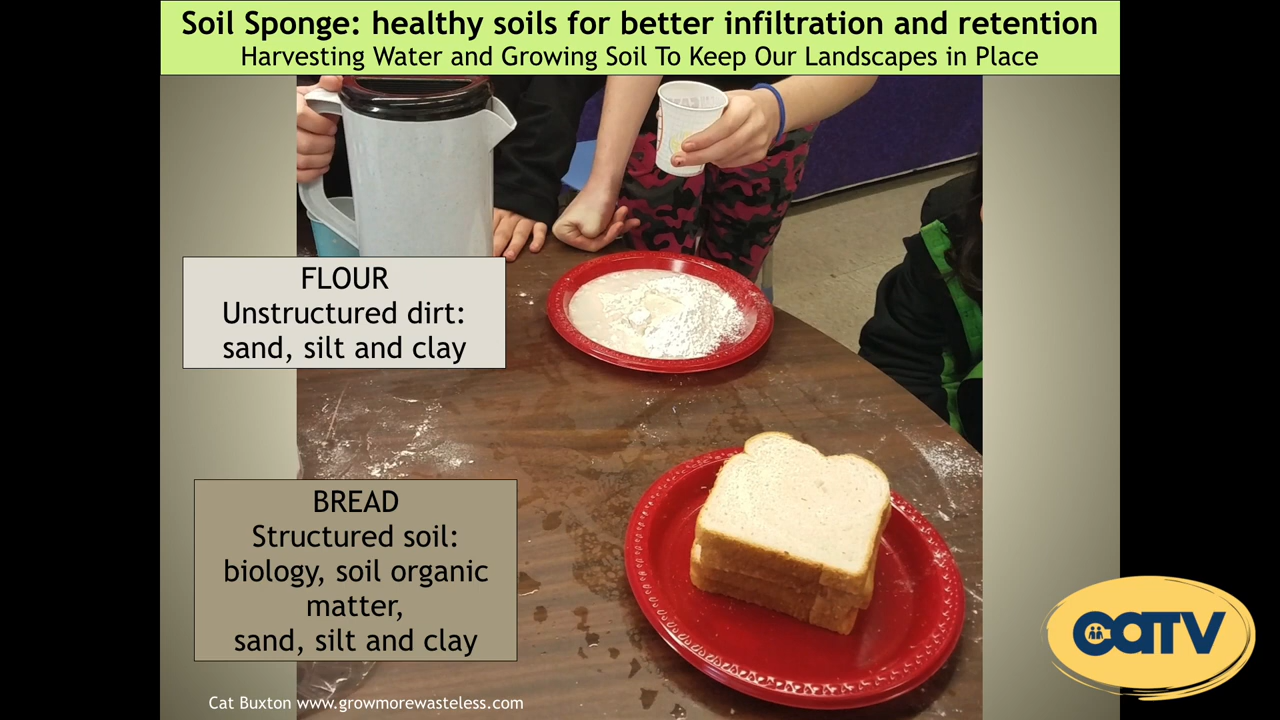 Soil Sponge: healthy soils for better infiltration and retention
Harvesting Water and Growing Soil To Keep Our Landscapes in Place
FLOUR
Unstructured dirt:
sand, silt and clay
BREAD
Structured soil:
biology, soil organic
matter,
sand, silt and clay
Cat Buxton www.growmorewasteless.com
CATV